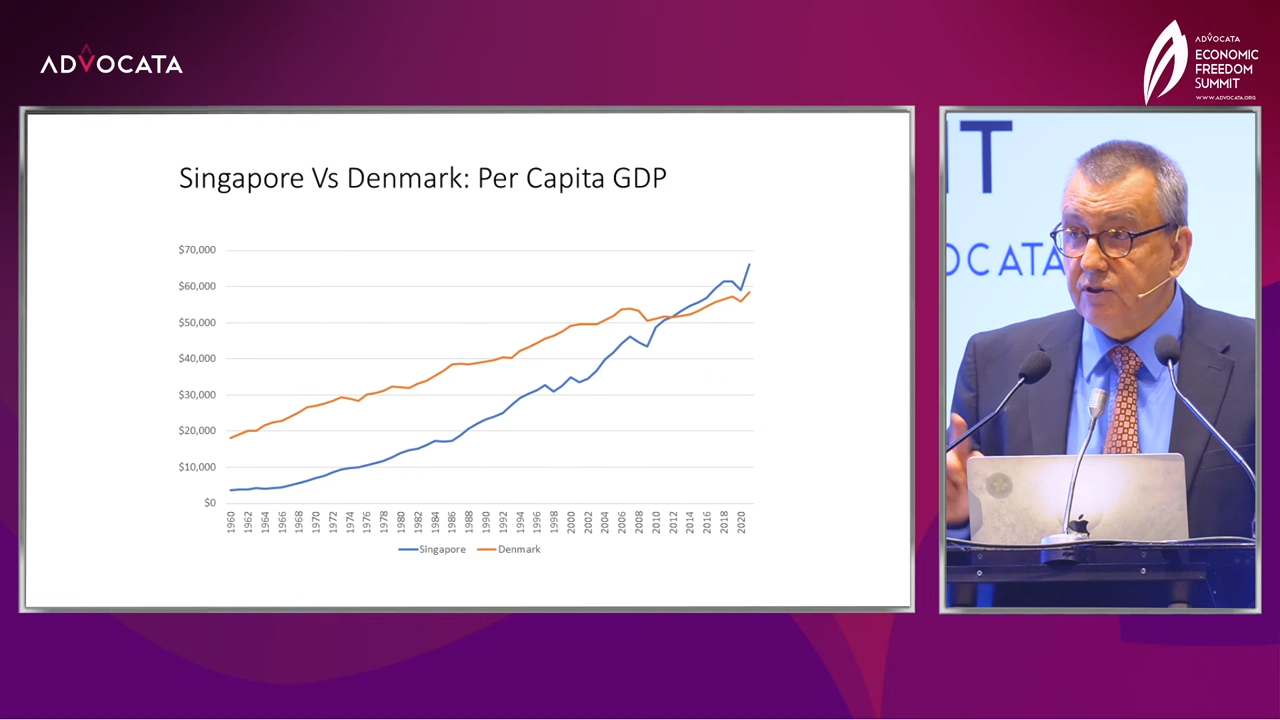 ADVOCATA
ADVOCATA
ECONOMIC
FREEDOM
SUMMIT
WWW.ADVOCATA.ORG
Singapore Vs Denmark: Per Capita GDP
$70,000
$60,000
$50,000
$40,000
$30,000
$20,000
$10,000
$0
1960 1962 1964 1966 1968 1970 1972 1974 1976 1978 1980 1982 1984 1986 1988 1990 1992 1994 1996 1998 2000 2002 2004 2006 2008 2010 2012 2014 2016 2018 2020
Singapore Denmark
IT
OCATA